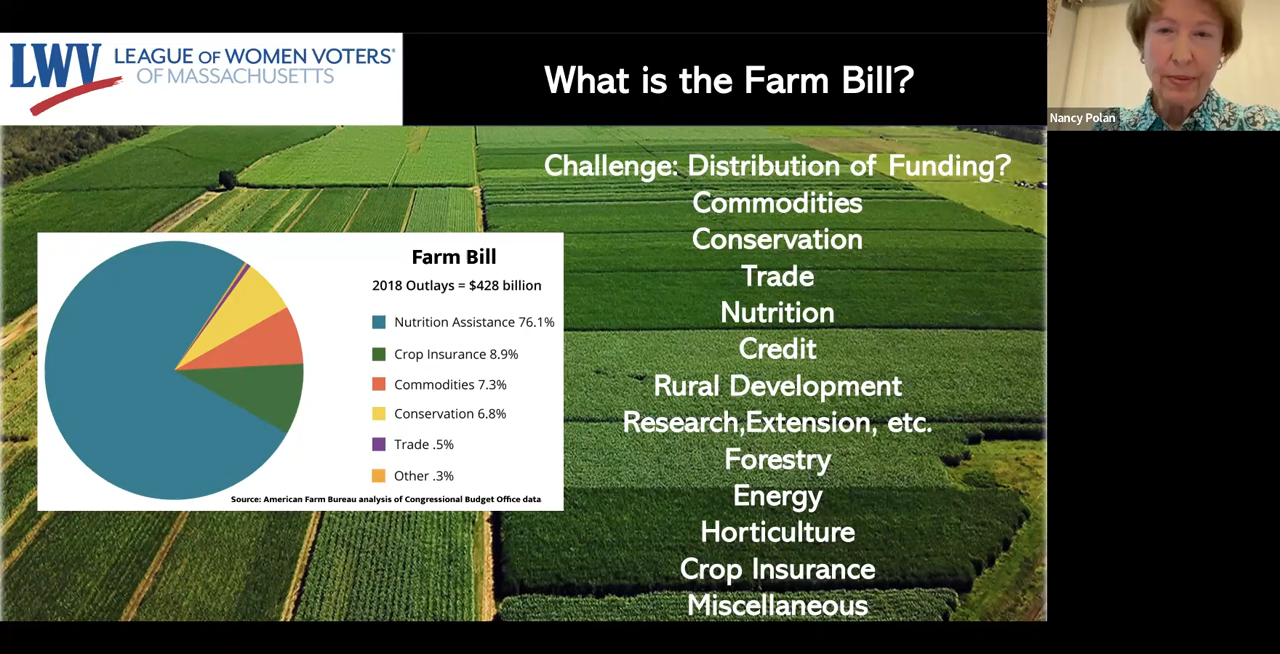 LWV LEAGUE OF WOMEN VOTERS®
OF MASSACHUSETTS
What is the Farm Bill?
Nancy Polan
Challenge: Distribution of Funding?
Commodities
Conservation
Trade
Nutrition
Credit
Rural Development
Research,Extension, etc.
Forestry
Energy
Horticulture
Crop Insurance
Miscellaneous
Farm Bill
2018 Outlays = $428 billion
Nutrition Assistance 76.1%
Crop Insurance 8.9%
Commodities 7.3%
Conservation 6.8%
Trade .5%
Other .3%
Source: American Farm Bureau analysis of Congressional Budget Office data